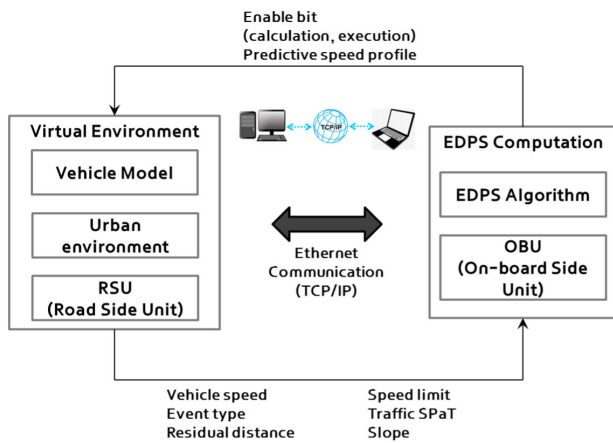 Enable bit
(calculation, execution)
Predictive speed profile
Virtual Environment
Vehicle Model
Urban
environment
RSU
(Road Side Unit)
TCP/IP
Ethernet
Communication
(TCP/IP)
EDPS Computation
EDPS Algorithm
OBU
(On-board Side
Unit)
Vehicle speed
Event type
Residual distance
Speed limit
Traffic SPaT
Slope